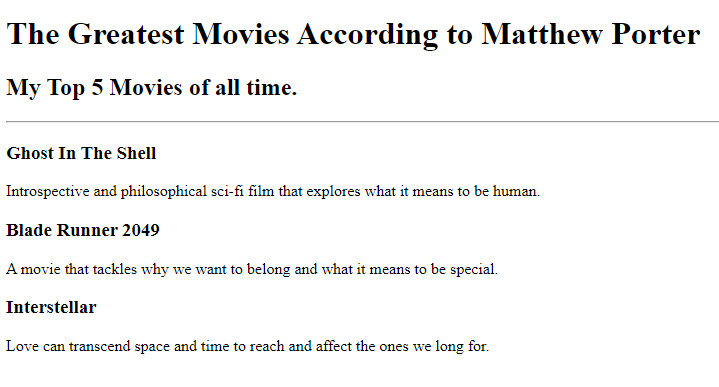 The Greatest Movies According to Matthew Porter
My Top 5 Movies of all time.
Ghost In The Shell
Introspective and philosophical sci-fi film that explores what it means to be human.
Blade Runner 2049
A movie that tackles why we want to belong and what it means to be special.
Interstellar
Love can transcend space and time to reach and affect the ones we long for.